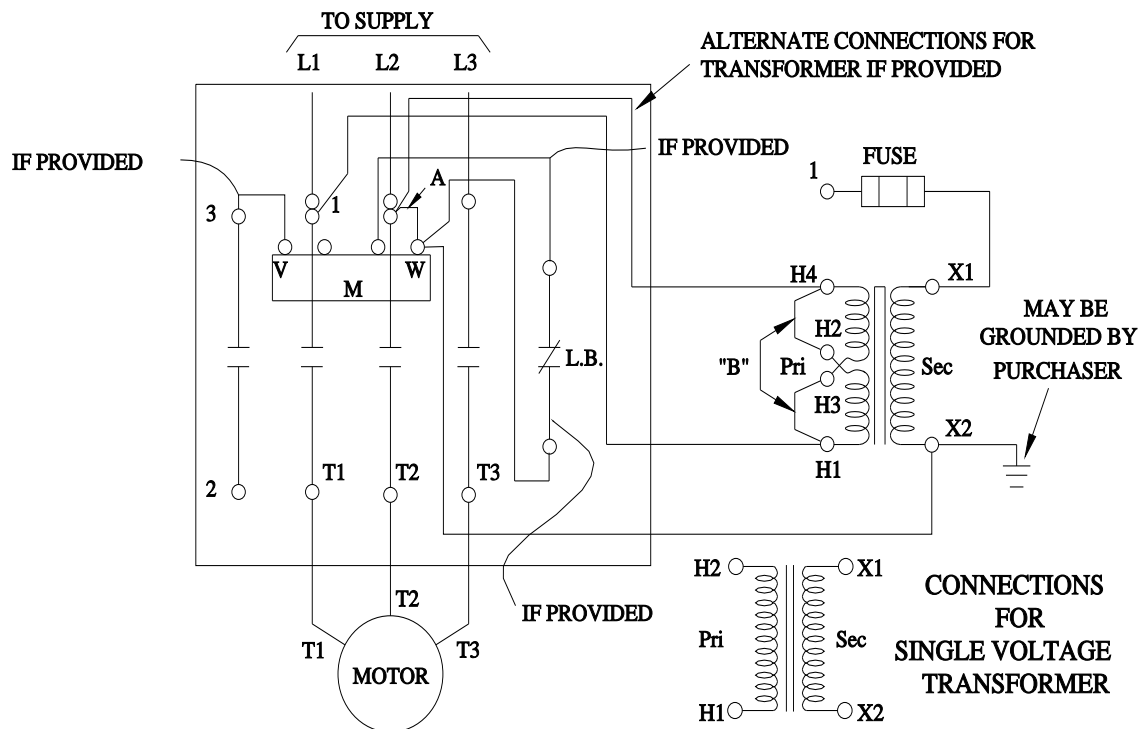 TO SUPPLY
L1 L2 L3
ALTERNATE CONNECTIONS FOR
TRANSFORMER IF PROVIDED
IF PROVIDED
IF PROVIDED
A
1
FUSE
3
1
V
W
M
H4
X1
H2
"B"
Pri
Sec
H3
H1
X2
MAY BE
GROUNDED BY
PURCHASER
L.B.
2
T1
T2
T3
IF PROVIDED
T2
T1
T3
MOTOR
H2
X1
Pri
Sec
H1
X2
CONNECTIONS
FOR
SINGLE VOLTAGE
TRANSFORMER